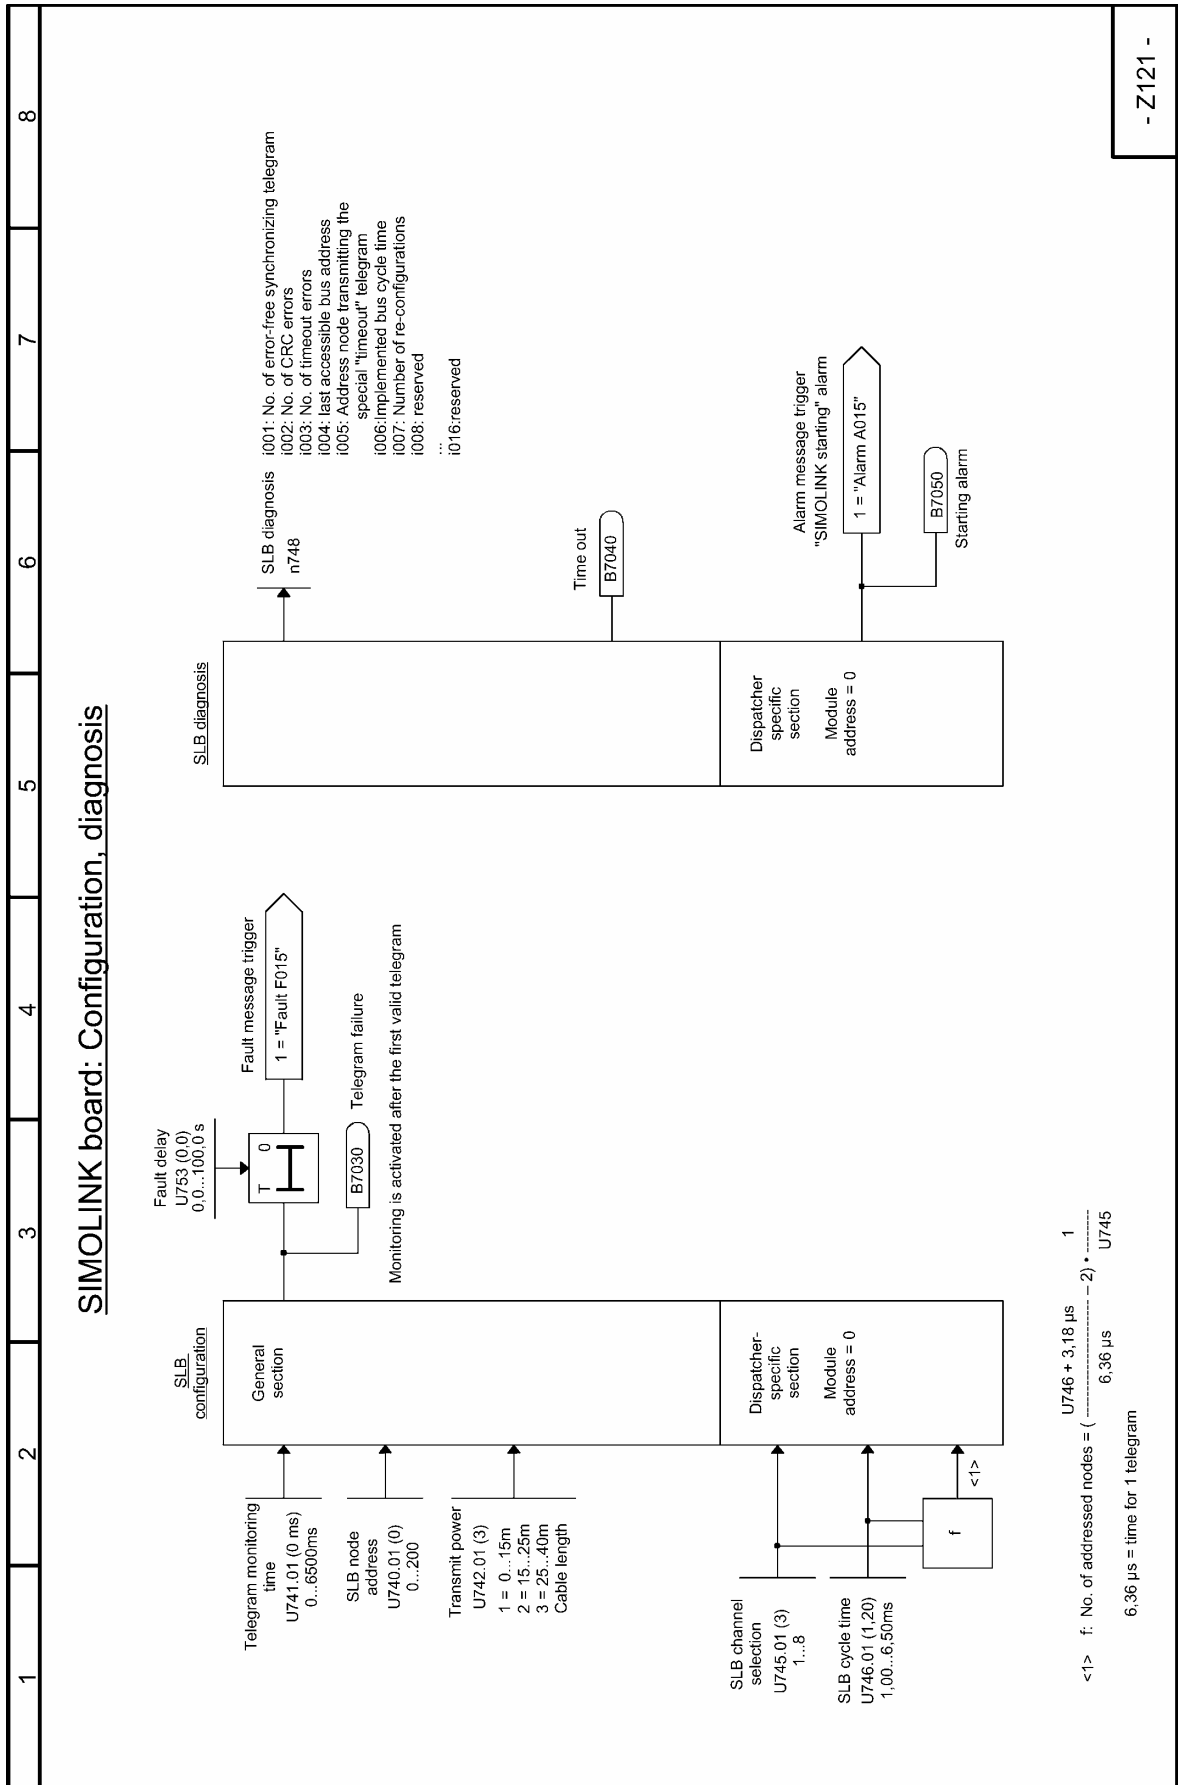 1 2 3 4 5 6 7 8
SIMOLINK board: Configuration, diagnosis
SLB
configuration
General
section
Telegram monitoring
time
U741.01 (0 ms)
0...6500ms
SLB node
address
U740.01 (0)
0...200
Transmit power
U742.01 (3)
1 = 0...15m
2 = 15...25m
3 = 25...40m
Cable length
Fault delay
U753 (0,0)
0,0...100,0 s
T 0
Fault message trigger
1 = "Fault F015"
B7030
Telegram failure
Monitoring is activated after the first valid telegram
Dispatcher-
specific
section
Module
address = 0
SLB channel
selection
U745.01 (3)
1...8
SLB cycle time
U746.01 (1,20)
1,00...6,50ms
f
<1>
SLB diagnosis
SLB diagnosis
n748
i001: No. of error-free synchronizing telegram
i002: No. of CRC errors
i003: No. of timeout errors
i004: last accessible bus address
i005: Address node transmitting the
special "timeout" telegram
i006:Implemented bus cycle time
i007: Number of re-configurations
i008: reserved
...
i016:reserved
Time out
B7040
Dispatcher
specific
section
Module
address = 0
Alarm message trigger
"SIMOLINK starting" alarm
1 = "Alarm A015"
B7050
Starting alarm
U746 + 3,18 µs 1
<1> f: No. of addressed nodes = ( ---------------------- – 2) • --------
6,36 µs U745
6,36 µs = time for 1 telegram
- Z121 -